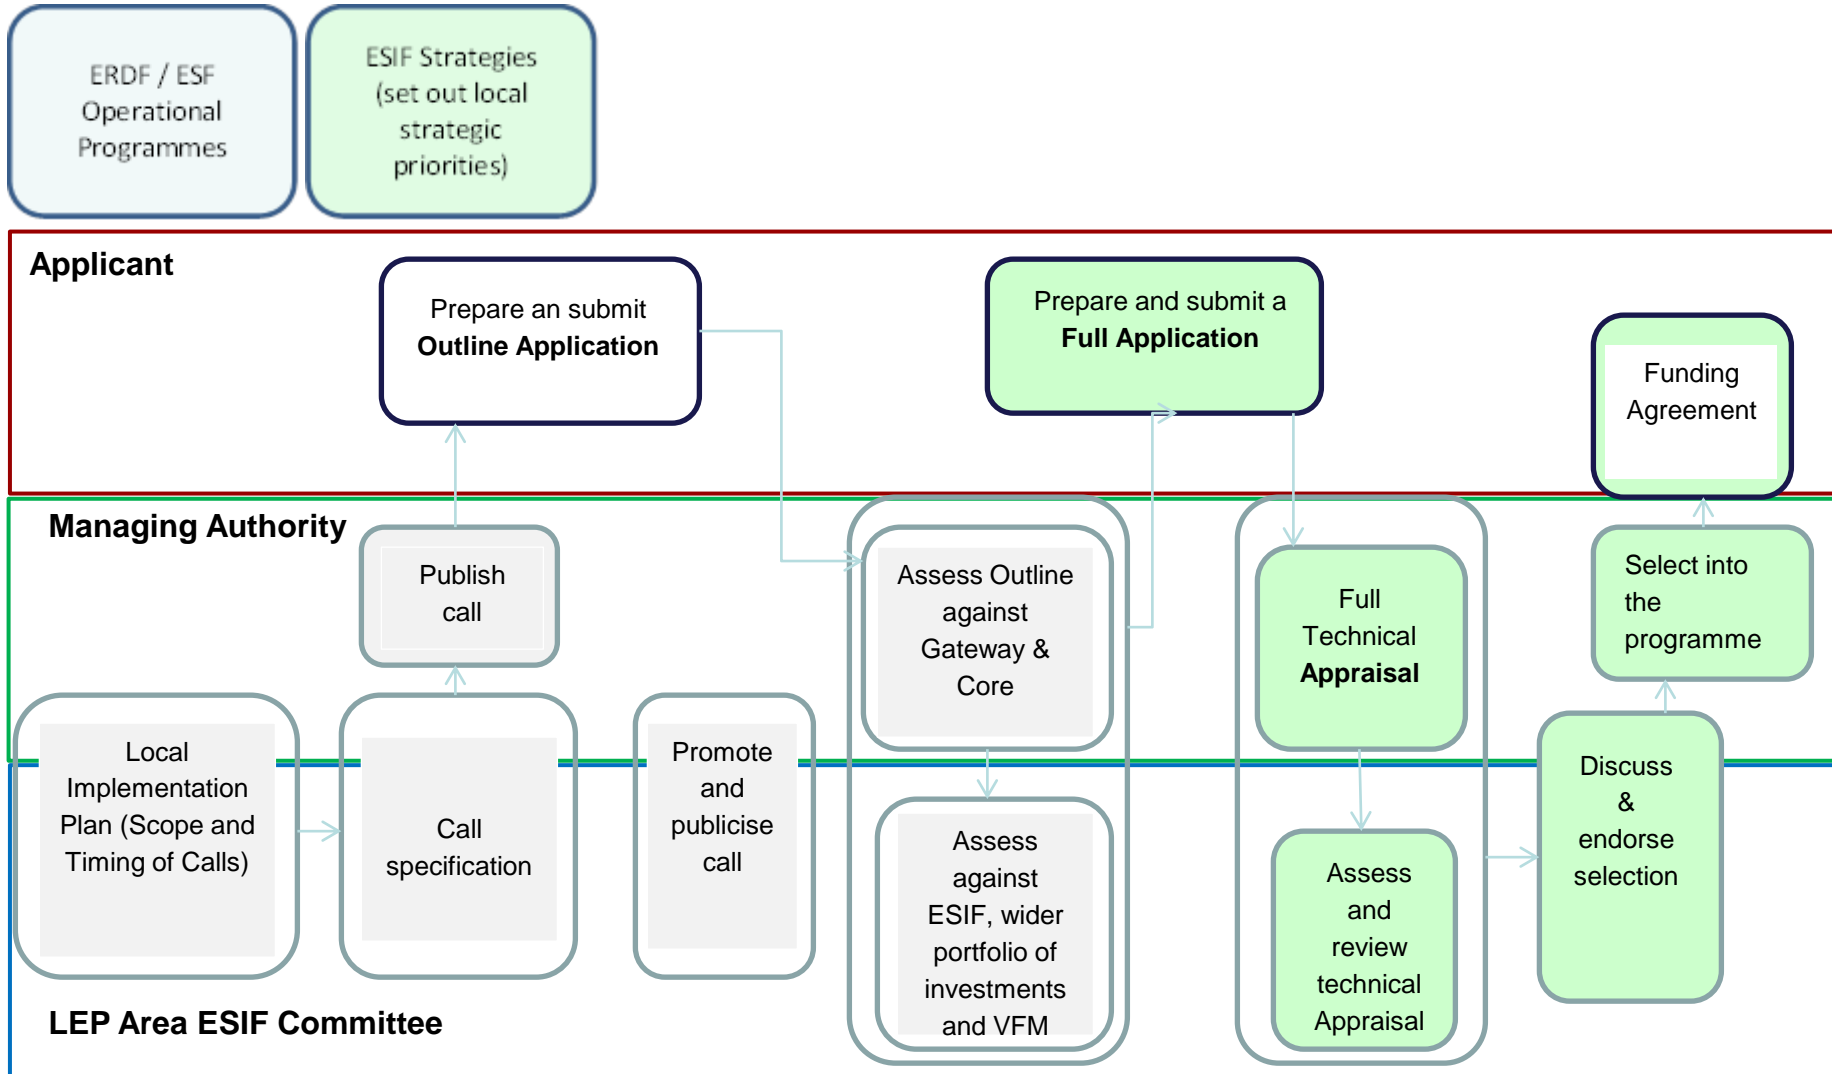 ERDF / ESF
Operational
Programmes
ESIF Strategies
(set out local
strategic
priorities)
Applicant
Prepare an submit
Outline Application
Prepare and submit a
Full Application
Funding
Agreement
Managing Authority
Publish
call
Assess Outline
against
Gateway &
Core
Full
Technical
Appraisal
Select into
the
programme
Local
Implementation
Plan (Scope and
Timing of Calls)
Call
specification
Promote
and
publicise
call
Assess
against
ESIF, wider
portfolio of
investments
and VFM
Assess
and
review
technical
Appraisal
Discuss
&
endorse
selection
LEP Area ESIF Committee